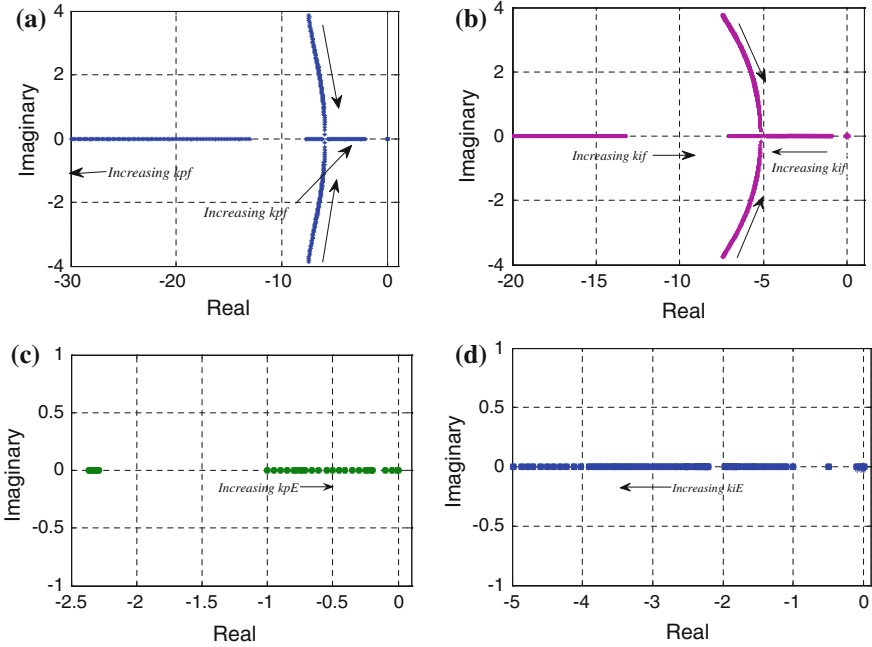 (a)
4
2
0
-2
-4
Imaginary
Increasing kpf
Increasing kpf
-30
-20
-10
0
Real
(b)
4
2
0
-2
-4
Imaginary
Increasing kif
Increasing kif
-20
-15
-10
-5
0
Real
(c)
1
0.5
0
-0.5
-1
Imaginary
Increasing kpE
-2.5
-2
-1.5
-1
-0.5
0
Real
(d)
1
0.5
0
-0.5
-1
Imaginary
Increasing kiE
-5
-4
-3
-2
-1
0
Real